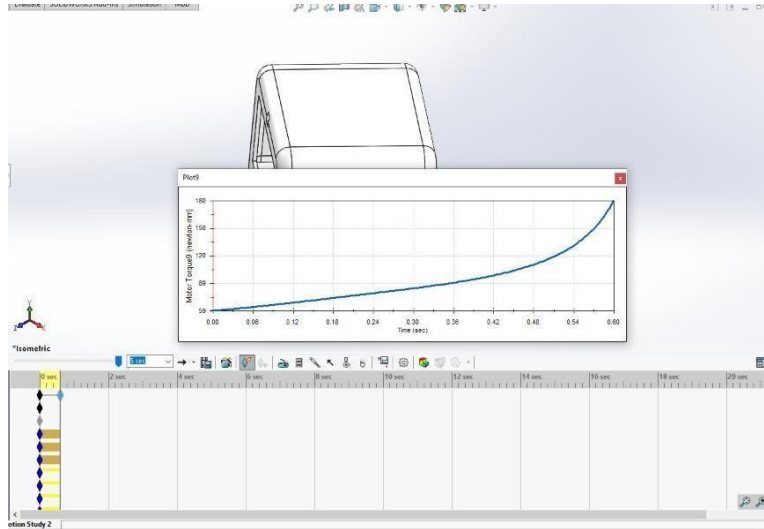 Evaluate SOLIDWORKS Add-Ins Simulation MBD
Plot9
Motor Torque9 (newton-mm)
180
150
120
89
59
0.00 0.06 0.12 0.18 0.24 0.30 0.36 0.42 0.48 0.54 0.60
Time (sec)
Y
Z X
*Isometric
0 sec 2 sec 4 sec 6 sec 8 sec 10 sec 12 sec 14 sec 16 sec 18 sec 20 sec
otion Study 2